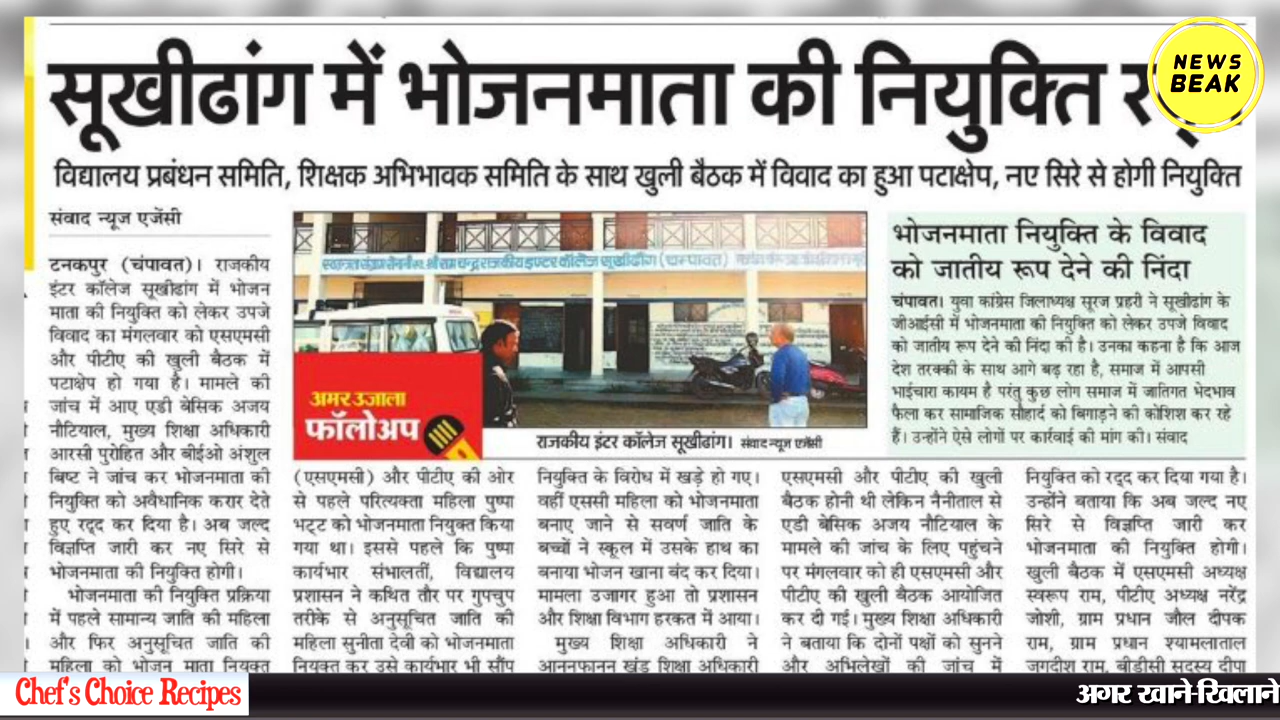 सूखीढांग में भोजनमाता की नियुक्ति
NEWS
BEAK
विद्यालय प्रबंधन समिति, शिक्षक अभिभावक समिति के साथ खुली बैठक में विवाद का हुआ पटाक्षेप, नए सिरे से होगी नियुक्ति
संवाद न्यूज एजेंसी
टनकपुर (चंपावत)। राजकीय
इंटर कॉलेज सूखीढांग में भोजन
माता की नियुक्ति को लेकर उपजे
विवाद का मंगलवार को एसएमसी
और पीटीए की खुली बैठक में
पटाक्षेप हो गया है। मामले की
जांच में आए एडी बेसिक अजय
नौटियाल, मुख्य शिक्षा अधिकारी
आरसी पुरोहित और बीईओ अंशुल
बिष्ट ने जांच कर भोजनमाता की
नियुक्ति को अवैधानिक करार देते
हुए रद्द कर दिया है। अब जल्द
विज्ञप्ति जारी कर नए सिरे से
भोजनमाता की नियुक्ति होगी।
भोजनमाता की नियुक्ति प्रक्रिया
में पहले सामान्य जाति की महिला
और फिर अनुसूचित जाति की
महिला को भोजन माता नियुक्त
अमर उजाला
फॉलोअप
राजकीय इंटर कॉलेज सूखीढांग। संवाद न्यूज एजेंसी
(एसएमसी) और पीटीए की ओर
से पहले परित्यक्ता महिला पुष्पा
भट्ट को भोजनमाता नियुक्त किया
गया था। इससे पहले कि पुष्पा
कार्यभार संभालतीं, विद्यालय
प्रशासन ने कथित तौर पर गुपचुप
तरीके से अनुसूचित जाति की
महिला सुनीता देवी को भोजनमाता
नियुक्त कर उसे कार्यभार भी सौंप
नियुक्ति के विरोध में खड़े हो गए।
वहीं एससी महिला को भोजनमाता
बनाए जाने से सवर्ण जाति के
बच्चों ने स्कूल में उसके हाथ का
बनाया भोजन खाना बंद कर दिया।
मामला उजागर हुआ तो प्रशासन
और शिक्षा विभाग हरकत में आया।
मुख्य शिक्षा अधिकारी ने
आननफानन खंड शिक्षा अधिकारी
एसएमसी और पीटीए की खुली
बैठक होनी थी लेकिन नैनीताल से
एडी बेसिक अजय नौटियाल के
मामले की जांच के लिए पहुंचने
पर मंगलवार को ही एसएमसी और
पीटीए की खुली बैठक आयोजित
कर दी गई। मुख्य शिक्षा अधिकारी
ने बताया कि दोनों पक्षों को सुनने
और अभिलेखों की जांच में
भोजनमाता नियुक्ति के विवाद
को जातीय रूप देने की निंदा
चंपावत। युवा कांग्रेस जिलाध्यक्ष सूरज प्रहरी ने सूखीढांग के
जीआईसी में भोजनमाता की नियुक्ति को लेकर उपजे विवाद
को जातीय रूप देने की निंदा की है। उनका कहना है कि आज
देश तरक्की के साथ आगे बढ़ रहा है, समाज में आपसी
भाईचारा कायम है परंतु कुछ लोग समाज में जातिगत भेदभाव
फैला कर सामाजिक सौहार्द को बिगाड़ने की कोशिश कर रहे
हैं। उन्होंने ऐसे लोगों पर कार्रवाई की मांग की। संवाद
नियुक्ति को रद्द कर दिया गया है।
उन्होंने बताया कि अब जल्द नए
सिरे से विज्ञप्ति जारी कर
भोजनमाता की नियुक्ति होगी।
खुली बैठक में एसएमसी अध्यक्ष
स्वरूप राम, पीटीए अध्यक्ष नरेंद्र
जोशी, ग्राम प्रधान जौल दीपक
राम, ग्राम प्रधान श्यामलाताल
जगदीश राम, बीडीसी सदस्य दीपा
Chef's Choice Recipes
अगर खाने-खिलाने